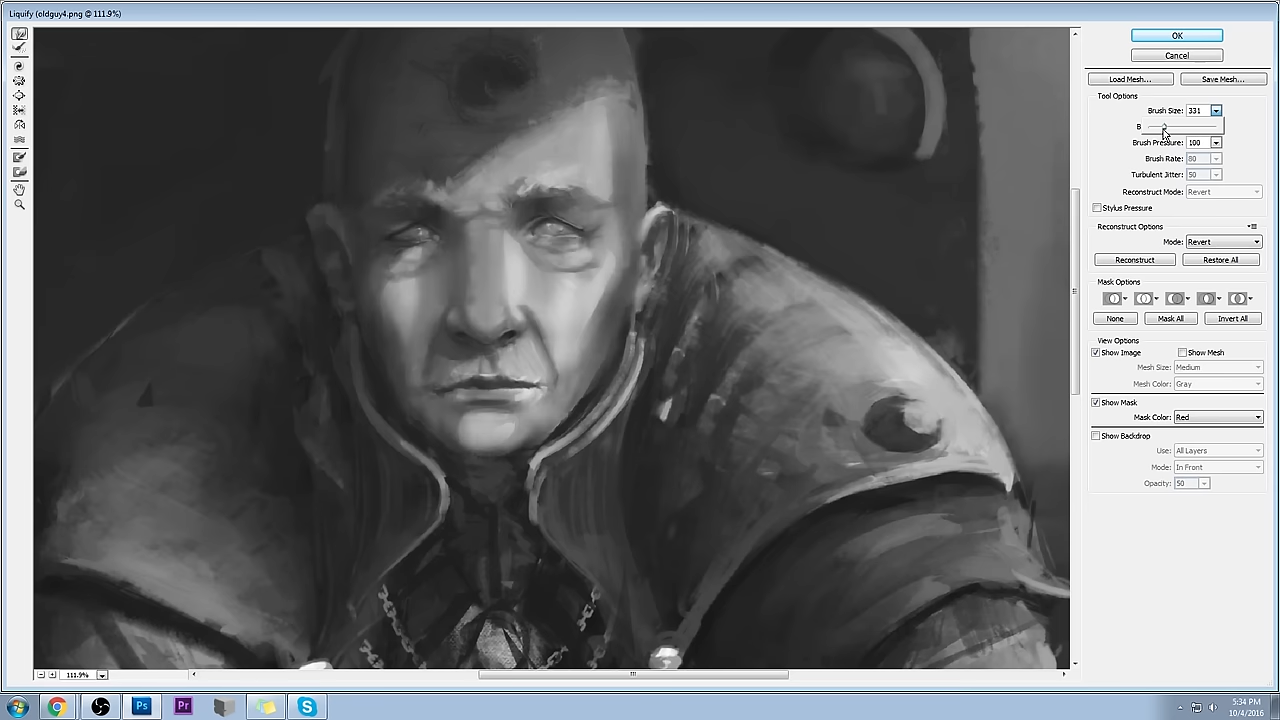 Liquify (oldguy4.png @ 111.9%)
OK
Cancel
Load Mesh...
Save Mesh...
Tool Options
Brush Size: 331
B
Brush Pressure: 100
Brush Rate: 80
Turbulent Jitter: 50
Reconstruct Mode: Revert
Stylus Pressure
Reconstruct Options
Mode: Revert
Reconstruct
Restore All
Mask Options
None
Mask All
Invert All
View Options
Show Image
Show Mesh
Mesh Size: Medium
Mesh Color: Gray
Show Mask
Mask Color: Red
Show Backdrop
Use: All Layers
Mode: In Front
Opacity: 50
111.9%
Ps
Pr
S
5:34 PM
10/4/2016